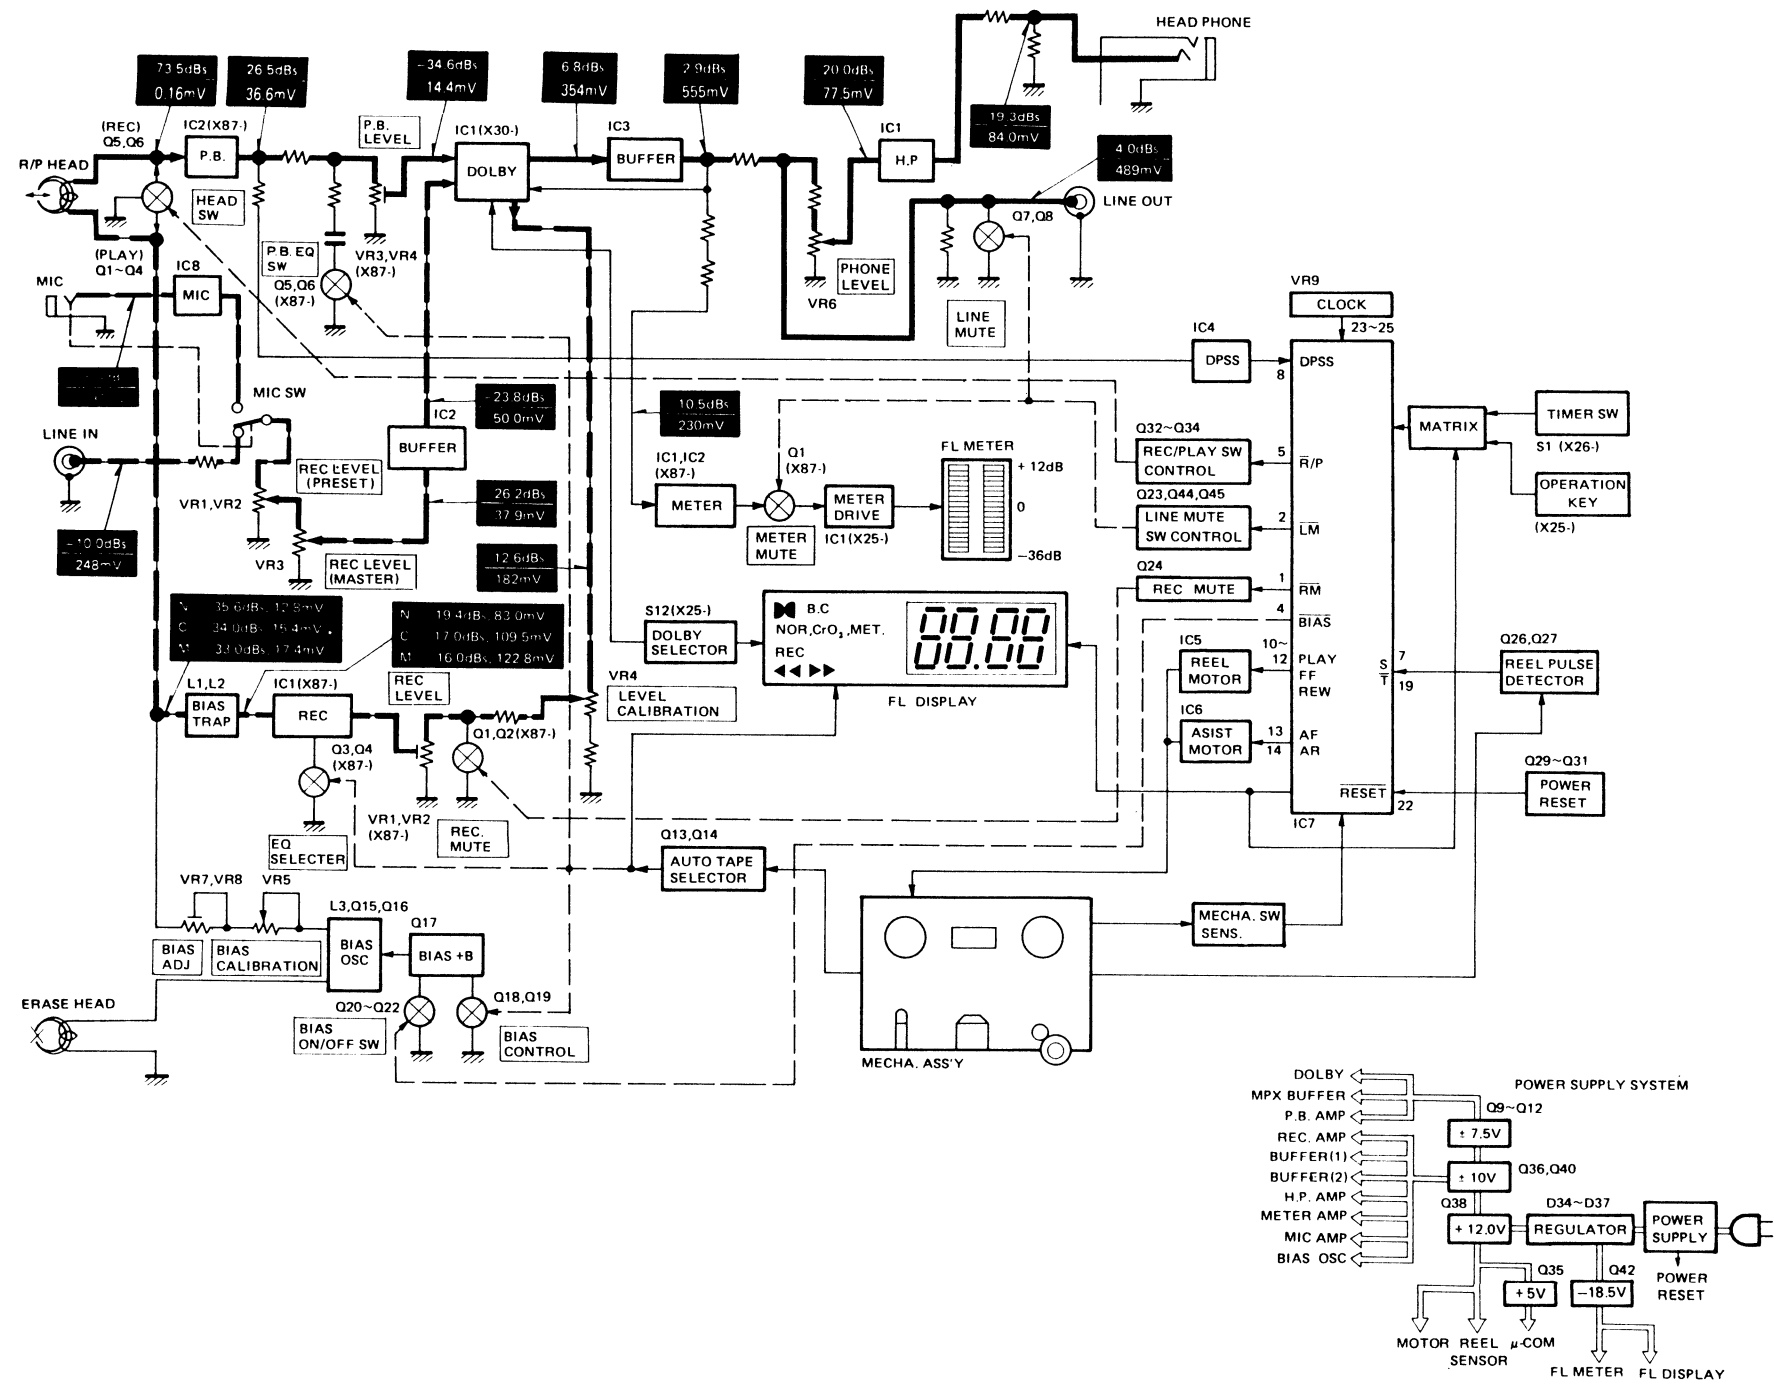 HEAD PHONE
73.5dBs
0.16mV
26.5dBs
36.6mV
-34.6dBs
14.4mV
6.8dBs
354mV
2.9dBs
555mV
20.0dBs
77.5mV
19.3dBs
84.0mV
4.0dBs
489mV
(REC)
Q5,Q6
IC2(X87-)
P.B.
LEVEL
IC1(X30-)
IC3
IC1
R/P HEAD
P.B.
DOLBY
BUFFER
H.P
HEAD
SW
LINE OUT
Q7,Q8
(PLAY)
Q1~Q4
P.B. EQ
SW
Q5,Q6
(X87-)
VR3,VR4
(X87-)
PHONE
LEVEL
VR6
MIC
IC8
MIC
LINE
MUTE
VR9
CLOCK
23~25
IC4
DPSS
8
DPSS
MIC SW
-23.8dBs
50.0mV
IC2
BUFFER
10.5dBs
230mV
LINE IN
REC LEVEL
(PRESET)
VR1,VR2
26.2dBs
37.9mV
-10.0dBs
248mV
VR3
REC LEVEL
(MASTER)
12.6dBs
182mV
IC1,IC2
(X87-)
METER
Q1
(X87-)
METER
MUTE
METER
DRIVE
IC1(X25-)
FL METER
+12dB
0
-36dB
Q32~Q34
REC/PLAY SW
CONTROL
5
R/P
Q23,Q44,Q45
LINE MUTE
SW CONTROL
2
LM
Q24
REC MUTE
1
RM
4
BIAS
MATRIX
TIMER SW
S1 (X26-)
OPERATION
KEY
(X25-)
N 35.6dBs, 12.8mV
C 34.0dBs, 15.4mV
M 33.0dBs, 17.4mV
N 19.4dBs, 83.0mV
C 17.0dBs, 109.5mV
M 16.0dBs, 122.8mV
S12(X25-)
DOLBY
SELECTOR
B.C
NOR,CrO₂,MET.
REC
88.88
88.88
FL DISPLAY
IC5
REEL
MOTOR
10~
12
PLAY
FF
REW
S
T
7
19
Q26,Q27
REEL PULSE
DETECTOR
L1,L2
BIAS
TRAP
IC1(X87-)
REC
REC
LEVEL
VR4
LEVEL
CALIBRATION
Q1,Q2(X87-)
IC6
ASIST
MOTOR
13
14
AF
AR
Q3,Q4
(X87-)
Q29~Q31
POWER
RESET
RESET
22
IC7
VR1,VR2
(X87-)
REC.
MUTE
EQ
SELECTER
Q13,Q14
AUTO TAPE
SELECTOR
VR7,VR8
VR5
BIAS
ADJ
BIAS
CALIBRATION
L3,Q15,Q16
BIAS
OSC
Q17
BIAS +B
MECHA. SW
SENS.
ERASE HEAD
Q20~Q22
BIAS
ON/OFF SW
Q18,Q19
BIAS
CONTROL
MECHA. ASS'Y
POWER SUPPLY SYSTEM
DOLBY
MPX BUFFER
P.B. AMP
REC. AMP
BUFFER(1)
BUFFER(2)
H.P. AMP
METER AMP
MIC AMP
BIAS OSC
Q9~Q12
± 7.5V
± 10V
Q36,Q40
Q38
+ 12.0V
D34~D37
REGULATOR
POWER
SUPPLY
POWER
RESET
Q35
+5V
Q42
-18.5V
MOTOR
REEL
SENSOR
μ-COM
FL METER
FL DISPLAY